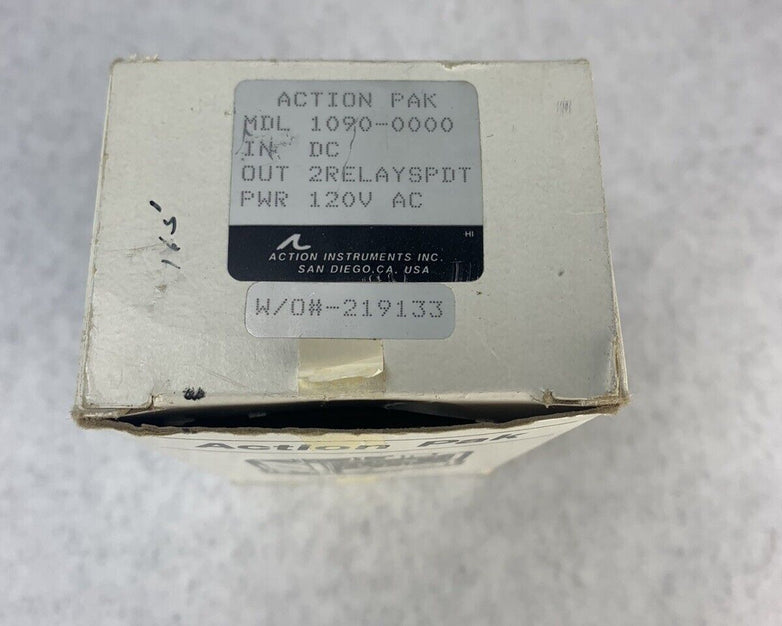 ACTION PAK
MDL 1090-0000
IN DC
OUT 2RELAYSPDT
PWR 120V AC
HI
ACTION INSTRUMENTS INC.
SAN DIEGO, CA. USA
W/O#-219133
Action Pak